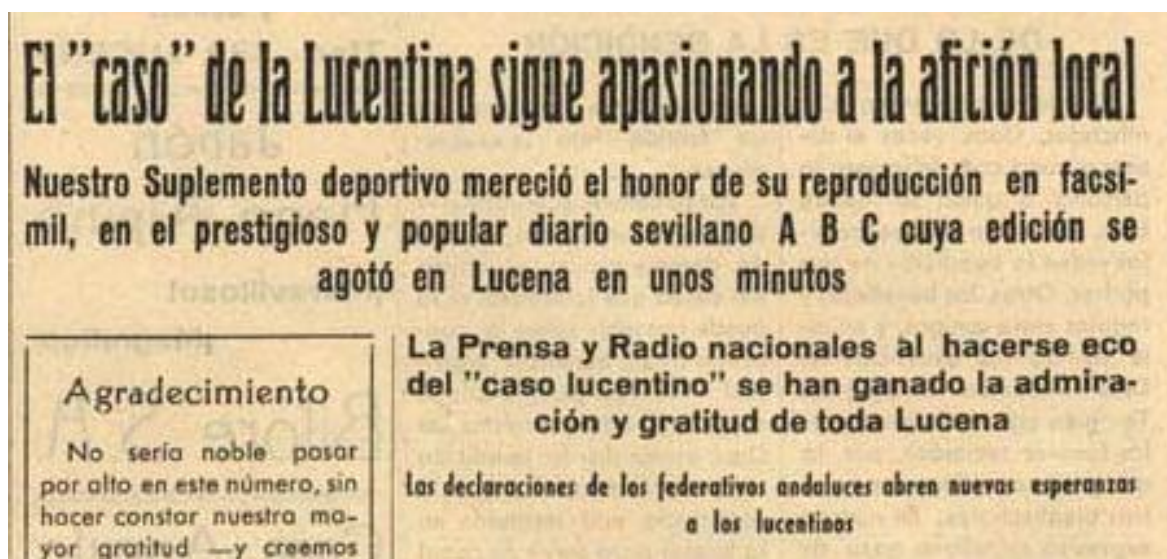 El "caso" de la Lucentina sigue apasionando a la afición local
Nuestro Suplemento deportivo mereció el honor de su reproducción en facsí-
mil, en el prestigioso y popular diario sevillano A B C cuya edición se
agotó en Lucena en unos minutos
Agradecimiento
No sería noble pasar
por alto en este número, sin
hacer constar nuestra ma-
yor gratitud —y creemos
La Prensa y Radio nacionales al hacerse eco
del "caso lucentino" se han ganado la admira-
ción y gratitud de toda Lucena
Las declaraciones de los federativos andaluces abren nuevas esperanzas
a los lucentinos